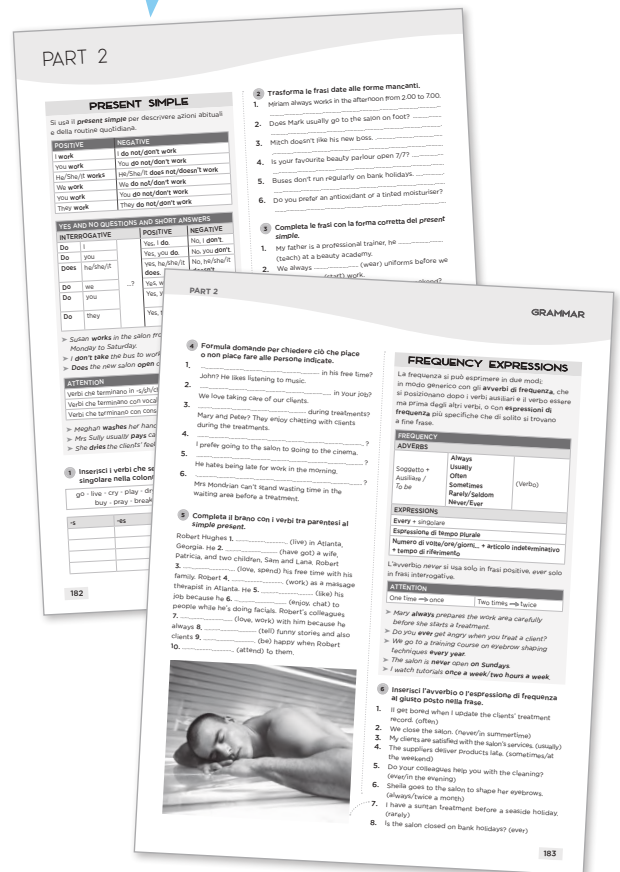 PART 2
PRESENT SIMPLE
Si usa il present simple per descrivere azioni abituali
e della routine quotidiana.
POSITIVE NEGATIVE
I work I do not/don't work
you work You do not/don't work
He/She/It works He/She/It does not/doesn't work
We work We do not/don't work
you work You do not/don't work
They work They do not/don't work
YES AND NO QUESTIONS AND SHORT ANSWERS
INTERROGATIVE POSITIVE NEGATIVE
Do I ...? Yes, I do. No, I don't.
Do you Yes, you do. No, you don't.
Does he/she/it yes, he/she/it does. No, he/she/it
Do we Yes,
Do you Yes,
Do they Yes,
➢ Susan works in the salon
Monday to Saturday.
➢ I don't take the bus to
➢ Does the new salon open
ATTENTION
Verbi che terminano in -s/sh/
Verbi che terminano con
Verbi che terminano con
➢ Meghan washes her
➢ Mrs Sully usually pays
➢ She dries the clients'
1 Inserisci i verbi che
singolare nella
go - live - cry - play -
buy - pray -
-s -es
182
2 Trasforma le frasi date alle forme mancanti.
1. Miriam always works in the afternoon from 2.00 to 7.00.
2. Does Mark usually go to the salon on foot?
3. Mitch doesn't like his new boss.
4. Is your favourite beauty parlour open 7/7?
5. Buses don't run regularly on bank holidays.
6. Do you prefer an antioxidant or a tinted moisturiser?
3 Completa le frasi con la forma corretta del present
simple.
1. My father is a professional trainer, he
(teach) at a beauty academy.
2. We always (wear) uniforms before we
(start) work.
PART 2
GRAMMAR
4 Formula domande per chiedere ciò che piace
o non piace fare alle persone indicate.
1. in his free time?
John? He likes listening to music.
2. in your job?
We love taking care of our clients.
3. during treatments?
Mary and Peter? They enjoy chatting with clients
during the treatments.
4. ?
I prefer going to the salon to going to the cinema.
5. ?
He hates being late for work in the morning.
6. ?
Mrs Mondrian can't stand wasting time in the
waiting area before a treatment.
5 Completa il brano con i verbi tra parentesi al
simple present.
Robert Hughes 1. (live) in Atlanta,
Georgia. He 2. (have got) a wife,
Patricia, and two children, Sam and Lana. Robert
3. (love, spend) his free time with his
family. Robert 4. (work) as a massage
therapist in Atlanta. He 5. (like) his
job because he 6. (enjoy, chat) to
people while he's doing facials. Robert's colleagues
7. (love, work) with him because he
always 8. (tell) funny stories and also
clients 9. (be) happy when Robert
10. (attend) to them.
FREQUENCY EXPRESSIONS
La frequenza si può esprimere in due modi:
in modo generico con gli avverbi di frequenza, che
si posizionano dopo i verbi ausiliari e il verbo essere
ma prima degli altri verbi, o con espressioni di
frequenza più specifiche che di solito si trovano
a fine frase.
FREQUENCY
ADVERBS
Soggetto +
Ausiliare /
To be
Always
Usually
Often
Sometimes
Rarely/Seldom
Never/Ever
(Verbo)
EXPRESSIONS
Every + singolare
Espressione di tempo plurale
Numero di volte/ore/giorni... + articolo indeterminativo
+ tempo di riferimento
L'avverbio never si usa solo in frasi positive, ever solo
in frasi interrogative.
ATTENTION
One time ⟹ once Two times ⟹ twice
➢ Mary always prepares the work area carefully
before she starts a treatment.
➢ Do you ever get angry when you treat a client?
➢ We go to a training course on eyebrow shaping
techniques every year.
➢ The salon is never open on Sundays.
➢ I watch tutorials once a week/two hours a week.
6 Inserisci l'avverbio o l'espressione di frequenza
al giusto posto nella frase.
1. II get bored when I update the clients' treatment
record. (often)
2. We close the salon. (never/in summertime)
3. My clients are satisfied with the salon's services. (usually)
4. The suppliers deliver products late. (sometimes/at
the weekend)
5. Do your colleagues help you with the cleaning?
(ever/in the evening)
6. Sheila goes to the salon to shape her eyebrows.
(always/twice a month)
7. I have a suntan treatment before a seaside holiday.
(rarely)
8. Is the salon closed on bank holidays? (ever)
183